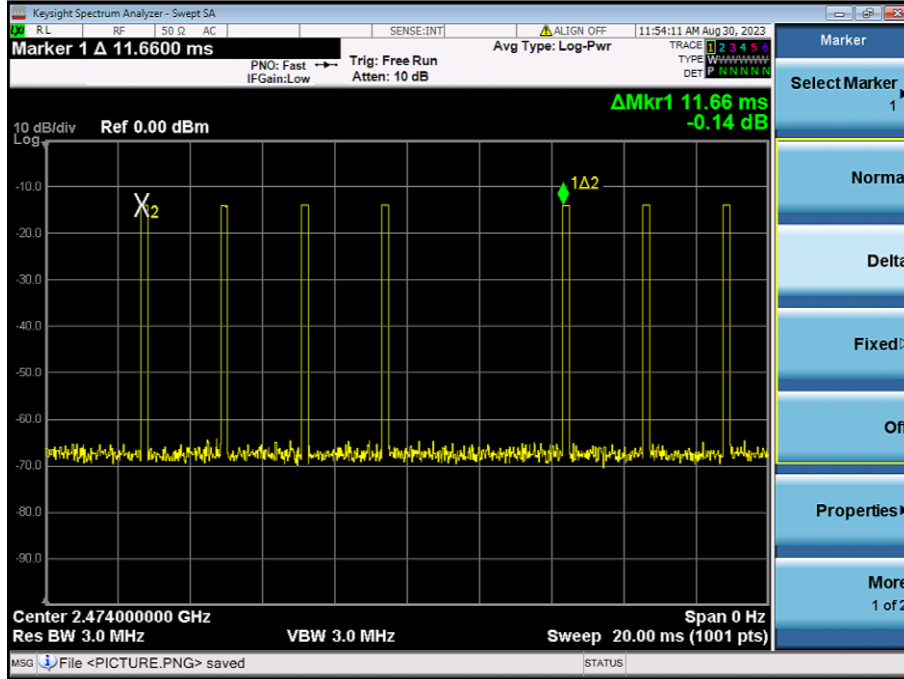 Keysight Spectrum Analyzer - Swept SA
LXI RL RF 50 Ω AC SENSE:INT ALIGN OFF 11:54:11 AM Aug 30, 2023
Marker 1 Δ 11.6600 ms
PNO: Fast
IFGain:Low
Trig: Free Run
Atten: 10 dB
Avg Type: Log-Pwr
TRACE 1 2 3 4 5 6
TYPE WWWWWW
DET P N N N N N
ΔMkr1 11.66 ms
-0.14 dB
10 dB/div Ref 0.00 dBm
Log
-10.0
-20.0
-30.0
-40.0
-50.0
-60.0
-70.0
-80.0
-90.0
X2
1Δ2
Center 2.474000000 GHz
Span 0 Hz
Res BW 3.0 MHz
VBW 3.0 MHz
Sweep 20.00 ms (1001 pts)
MSG File <PICTURE.PNG> saved
STATUS
Marker
Select Marker
1
Norma
Delta
Fixed
Off
Properties
More
1 of 2